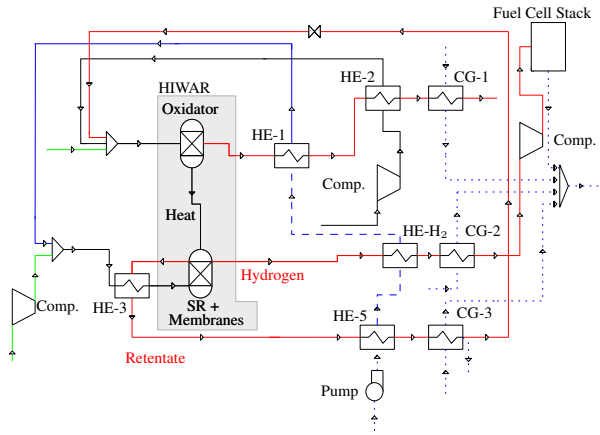 Fuel Cell Stack
HE-2
CG-1
HIWAR
Oxidator
HE-1
Comp.
Comp.
Heat
HE-H₂
CG-2
Hydrogen
HE-3
SR +
Membranes
Comp.
HE-5
CG-3
Retentate
Pump